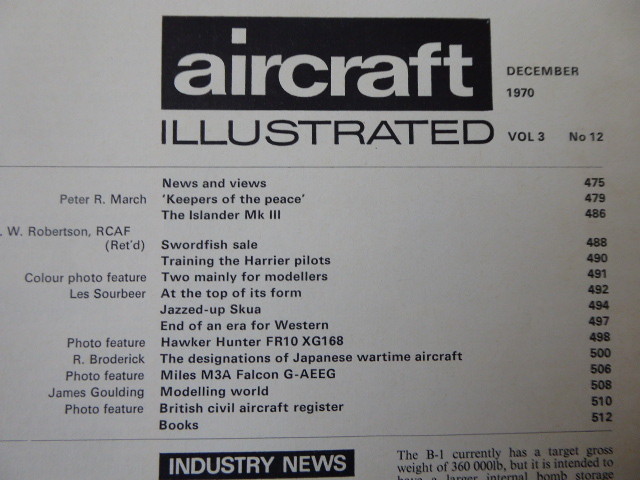 aircraft
ILLUSTRATED
DECEMBER
1970
VOL 3 No 12
News and views 475
Peter R. March 'Keepers of the peace' 479
The Islander Mk III 486
. W. Robertson, RCAF
(Ret'd) Swordfish sale 488
Training the Harrier pilots 490
Colour photo feature Two mainly for modellers 491
Les Sourbeer At the top of its form 492
Jazzed-up Skua 494
End of an era for Western 497
Photo feature Hawker Hunter FR10 XG168 498
R. Broderick The designations of Japanese wartime aircraft 500
Photo feature Miles M3A Falcon G-AEEG 506
James Goulding Modelling world 508
Photo feature British civil aircraft register 510
Books 512
INDUSTRY NEWS
The B-1 currently has a target gross
weight of 360 000lb, but it is intended to
have a larger internal bomb storage